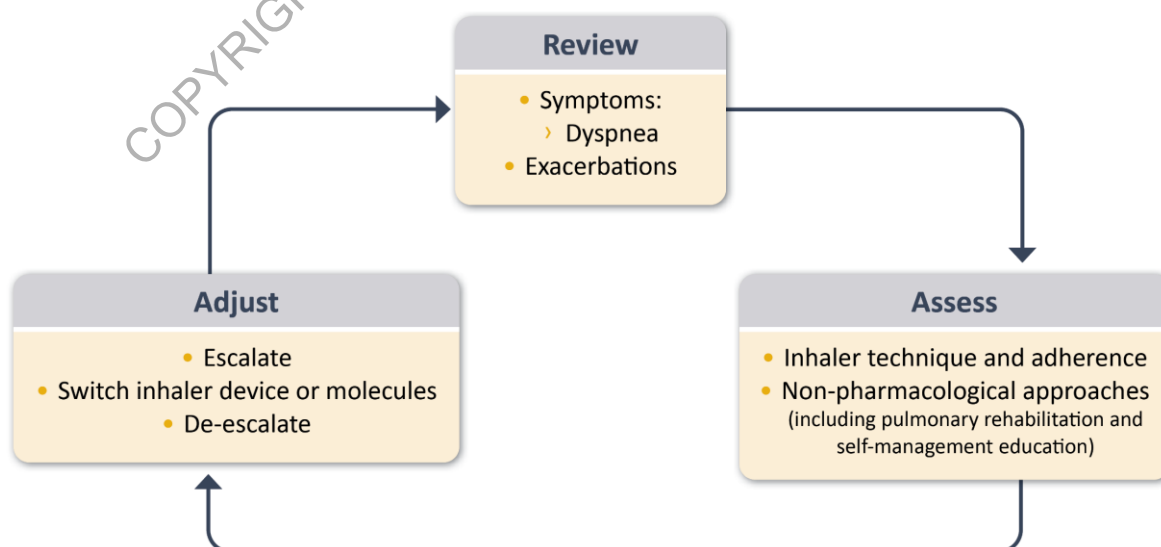 COPYRIGH
Review
• Symptoms:
› Dyspnea
• Exacerbations
Adjust
• Escalate
• Switch inhaler device or molecules
• De-escalate
Assess
• Inhaler technique and adherence
• Non-pharmacological approaches
(including pulmonary rehabilitation and
self-management education)